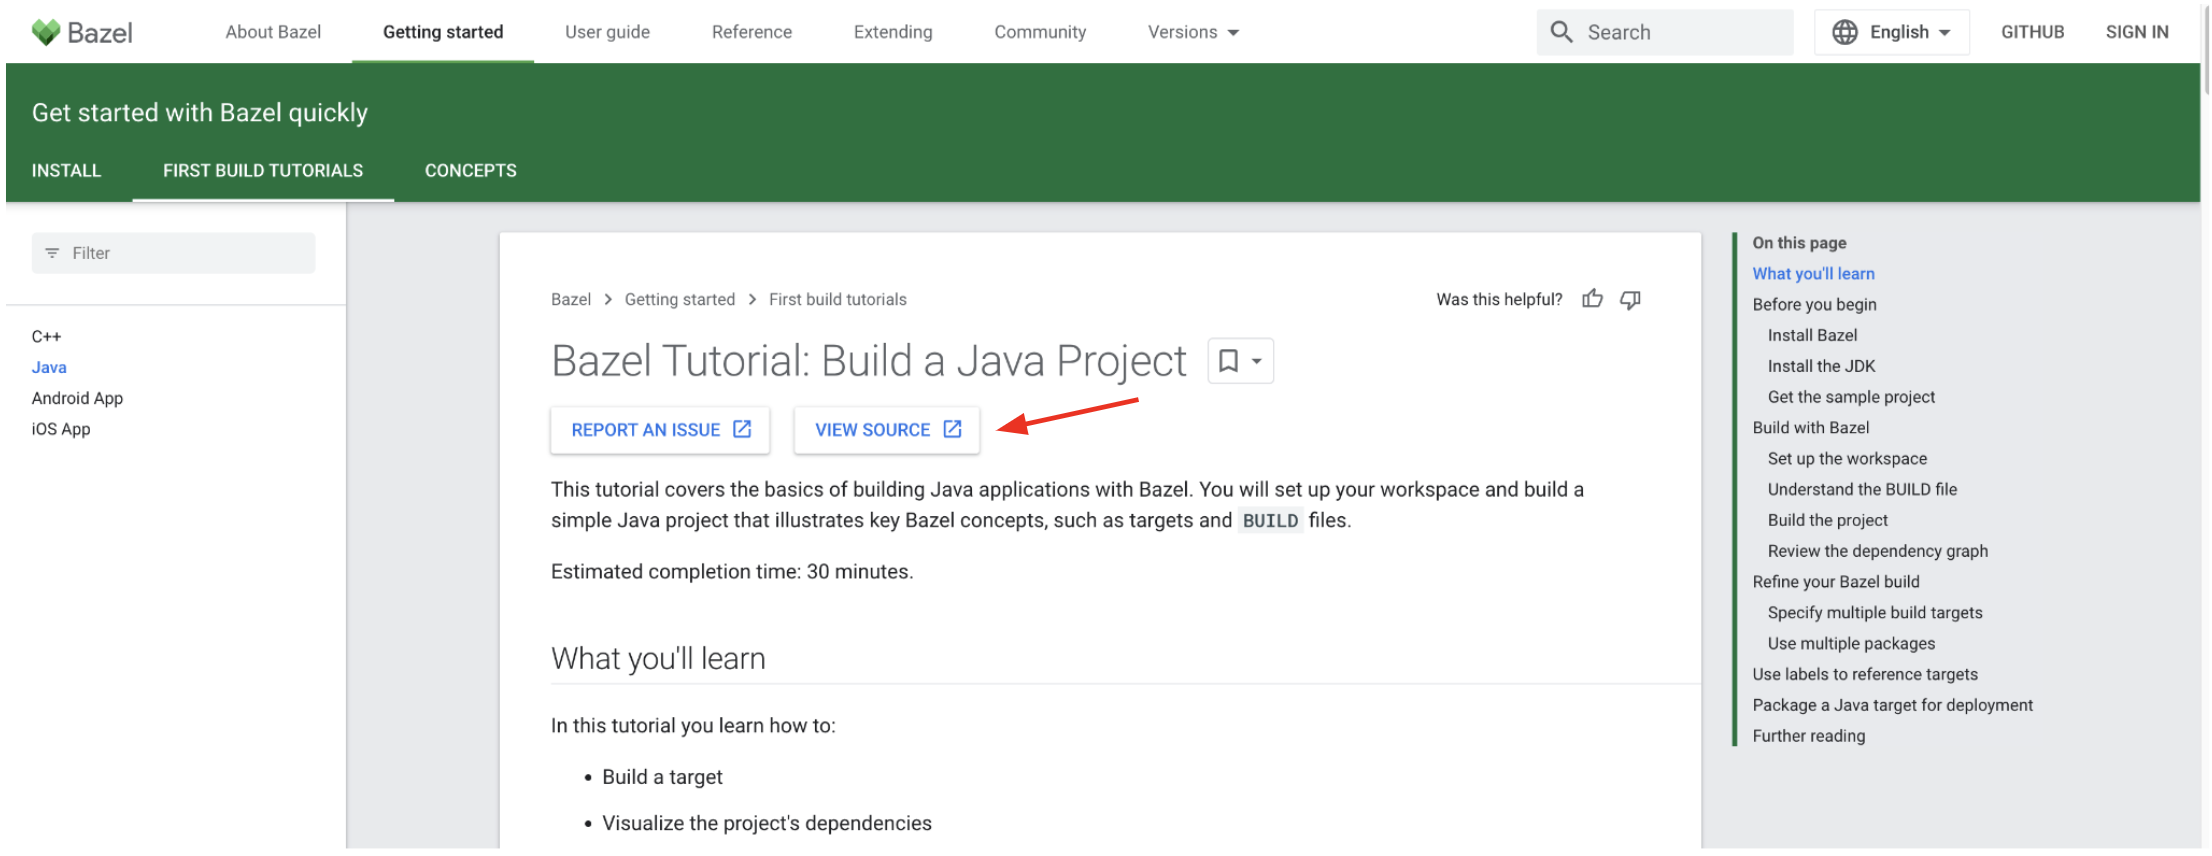 Bazel
About Bazel
Getting started
User guide
Reference
Extending
Community
Versions
Search
English
GITHUB
SIGN IN
Get started with Bazel quickly
INSTALL
FIRST BUILD TUTORIALS
CONCEPTS
Filter
C++
Java
Android App
iOS App
Bazel > Getting started > First build tutorials
Was this helpful?
Bazel Tutorial: Build a Java Project
REPORT AN ISSUE
VIEW SOURCE
This tutorial covers the basics of building Java applications with Bazel. You will set up your workspace and build a
simple Java project that illustrates key Bazel concepts, such as targets and BUILD files.
Estimated completion time: 30 minutes.
What you'll learn
In this tutorial you learn how to:
• Build a target
• Visualize the project's dependencies
On this page
What you'll learn
Before you begin
Install Bazel
Install the JDK
Get the sample project
Build with Bazel
Set up the workspace
Understand the BUILD file
Build the project
Review the dependency graph
Refine your Bazel build
Specify multiple build targets
Use multiple packages
Use labels to reference targets
Package a Java target for deployment
Further reading